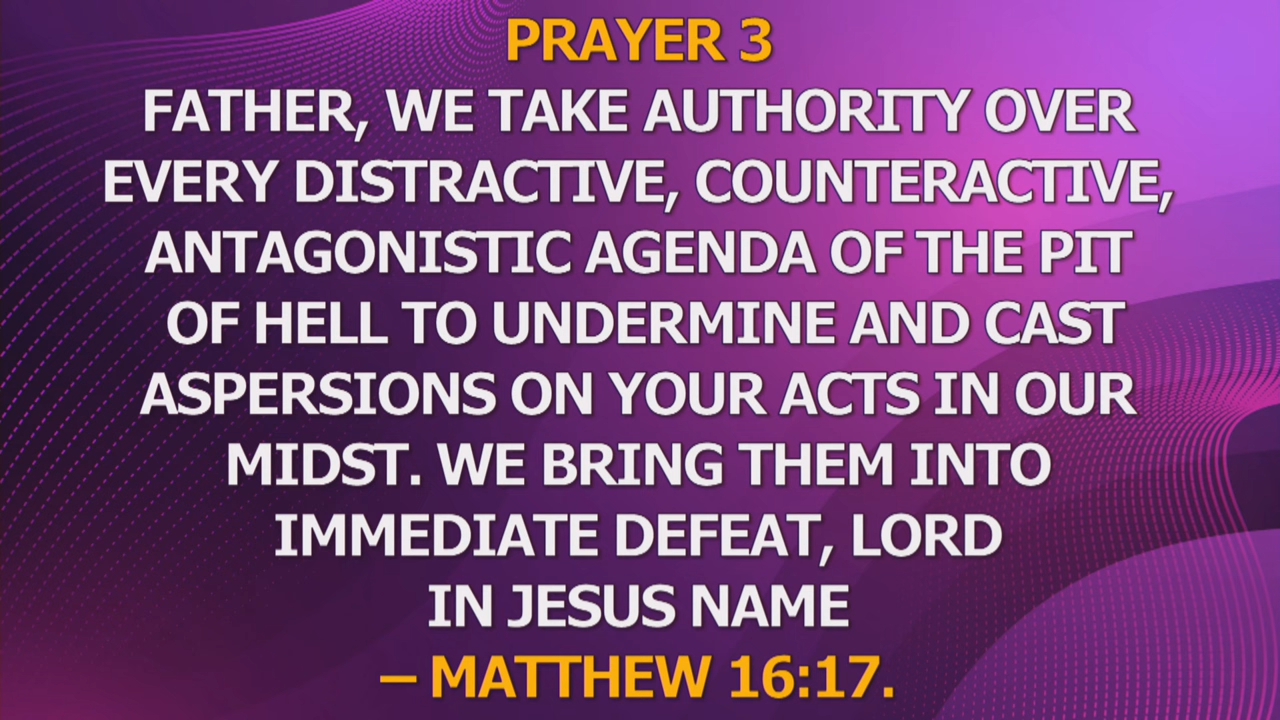 PRAYER 3
FATHER, WE TAKE AUTHORITY OVER
EVERY DISTRACTIVE, COUNTERACTIVE,
ANTAGONISTIC AGENDA OF THE PIT
OF HELL TO UNDERMINE AND CAST
ASPERSIONS ON YOUR ACTS IN OUR
MIDST. WE BRING THEM INTO
IMMEDIATE DEFEAT, LORD
IN JESUS NAME
– MATTHEW 16:17.